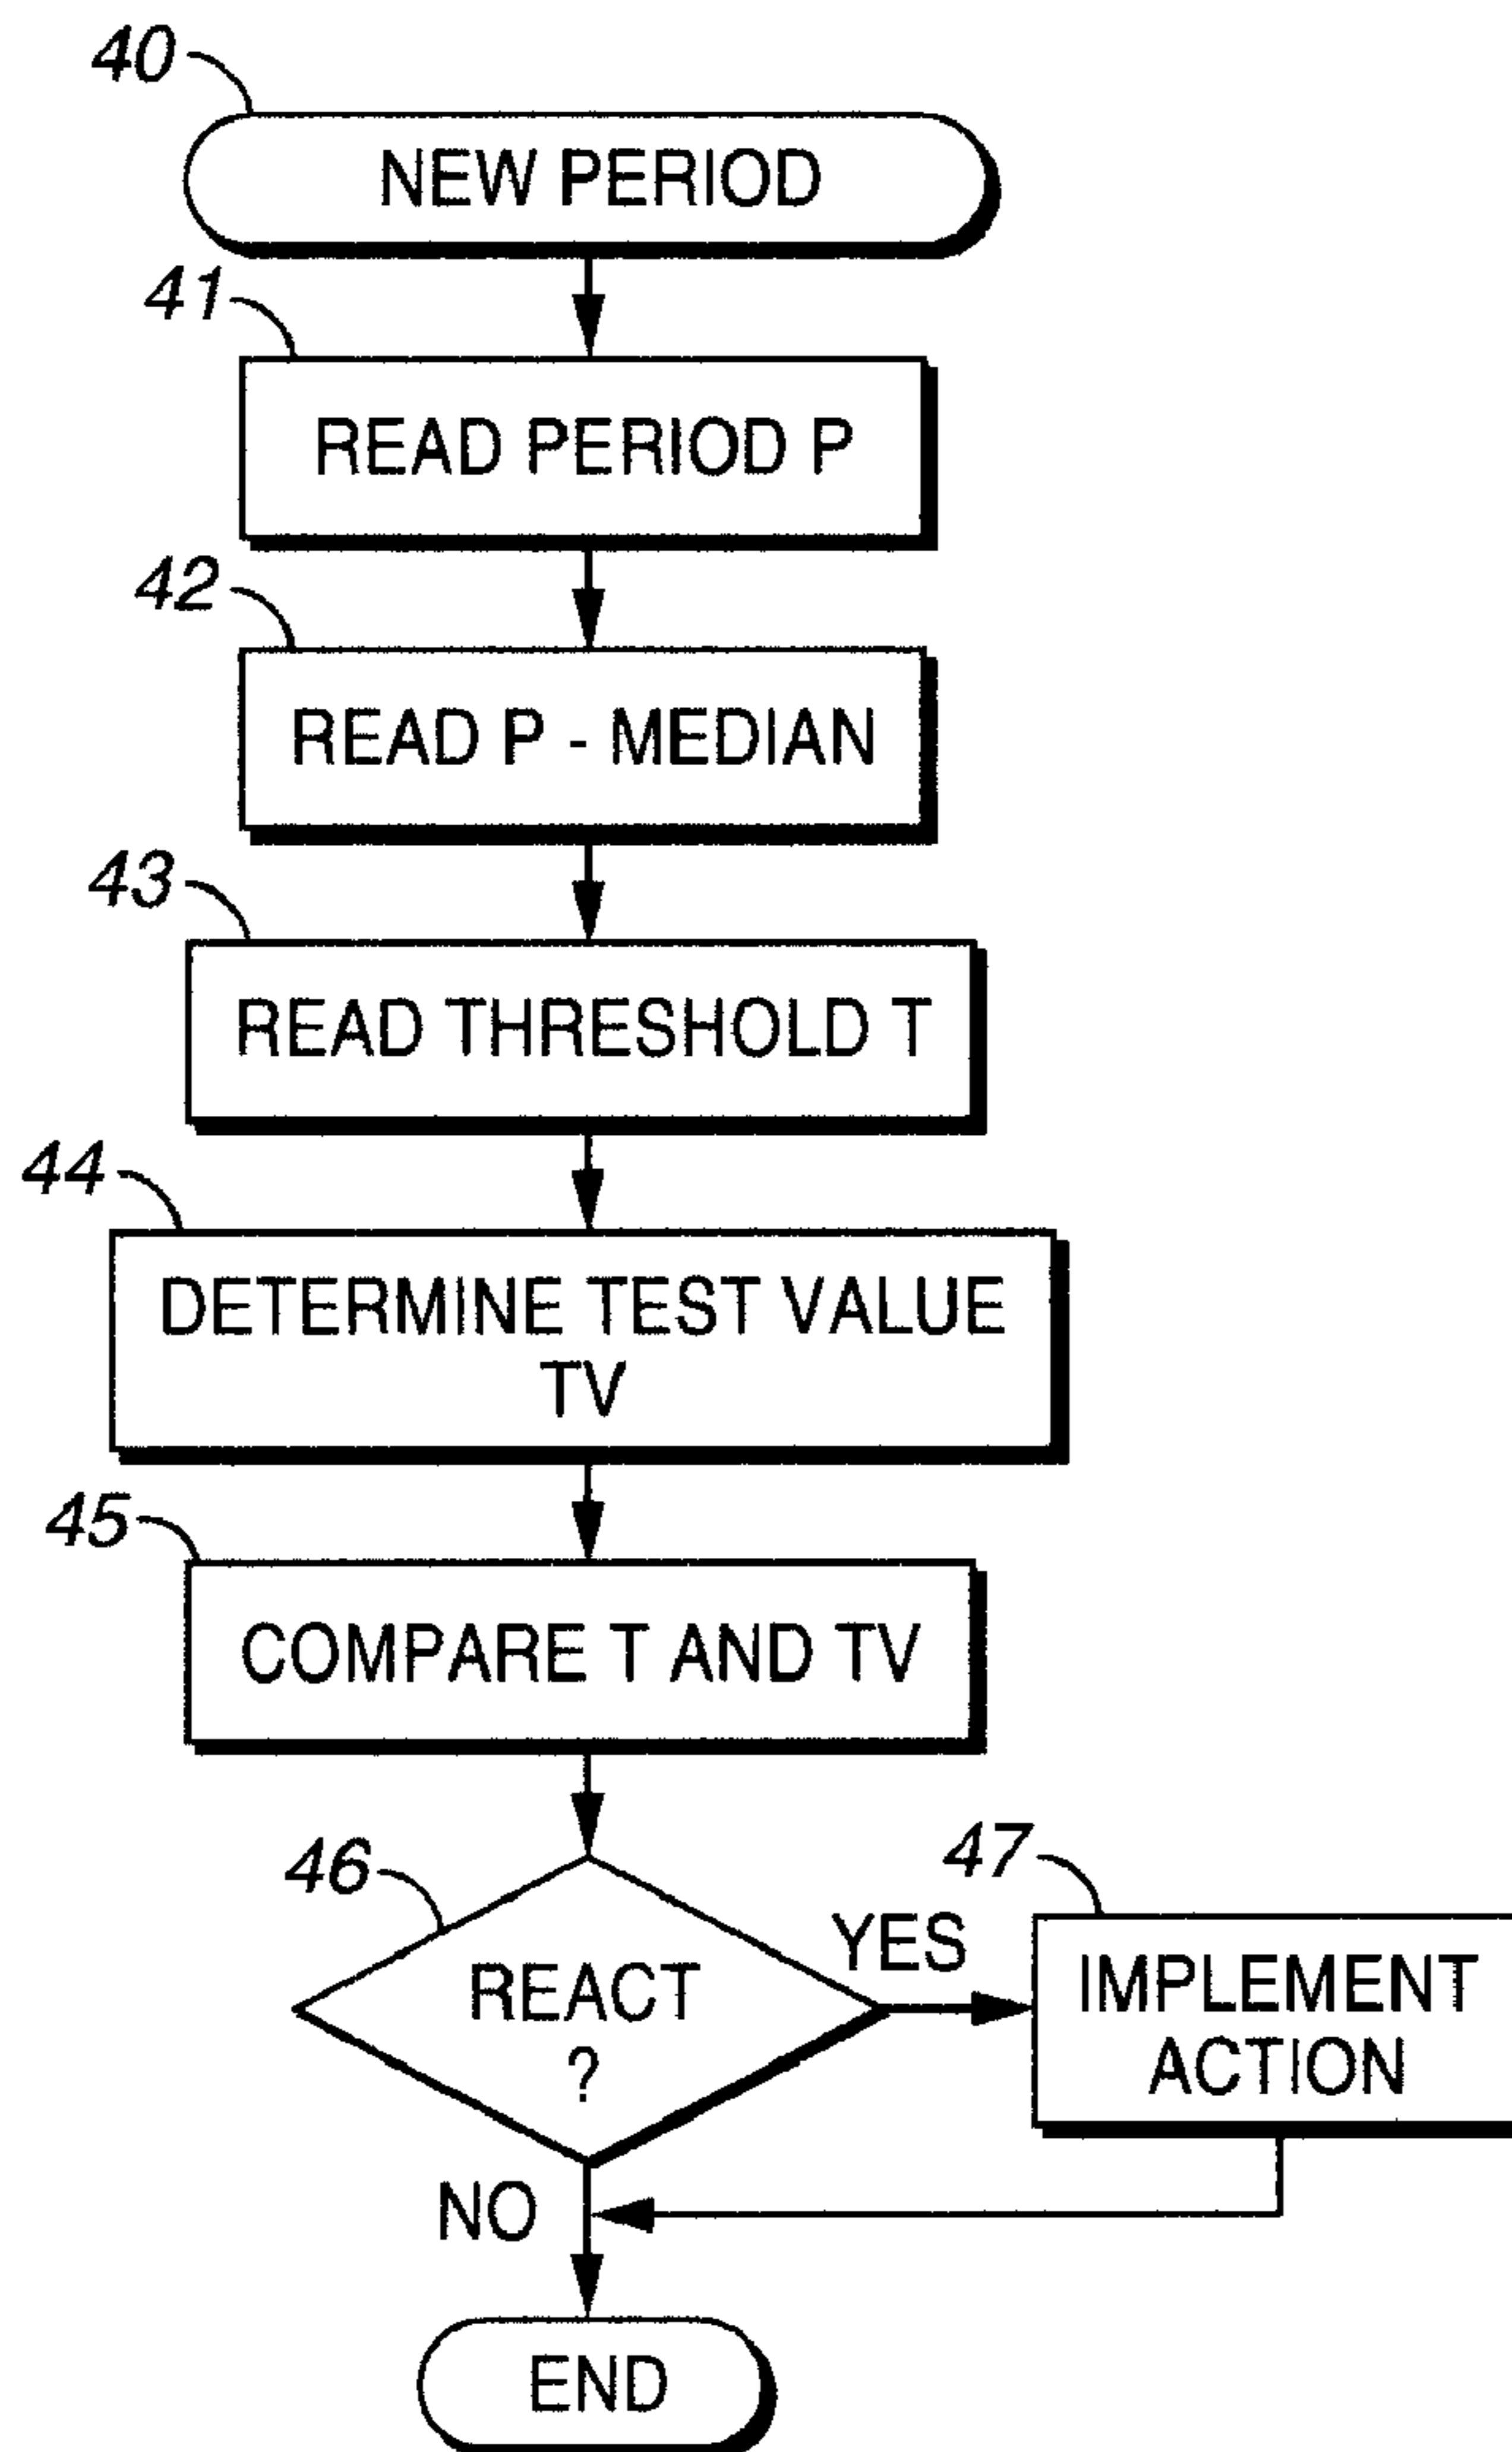 40
NEW PERIOD
41
READ PERIOD P
42
READ P - MEDIAN
43
READ THRESHOLD T
44
DETERMINE TEST VALUE
TV
45
COMPARE T AND TV
46
REACT
?
YES
47
IMPLEMENT
ACTION
NO
END